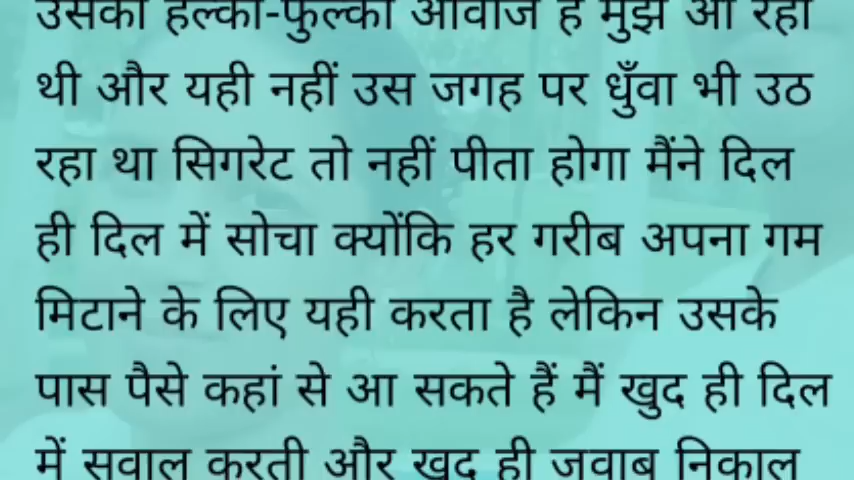 उसकी हल्की-फुल्की आवाज है मुझे आ रही
थी और यही नहीं उस जगह पर धुँवा भी उठ
रहा था सिगरेट तो नहीं पीता होगा मैंने दिल
ही दिल में सोचा क्योंकि हर गरीब अपना गम
मिटाने के लिए यही करता है लेकिन उसके
पास पैसे कहां से आ सकते हैं मैं खुद ही दिल
में सवाल करती और खुद ही जवाब निकाल